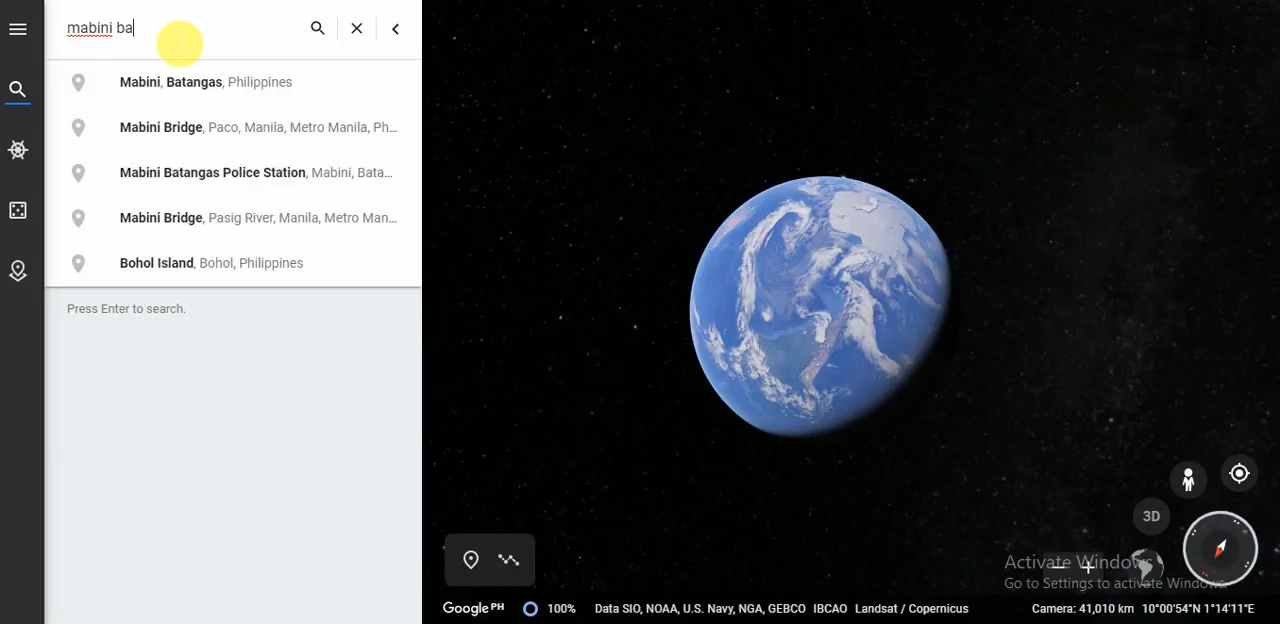 mabini ba
Mabini, Batangas, Philippines
Mabini Bridge, Paco, Manila, Metro Manila, Ph...
Mabini Batangas Police Station, Mabini, Bata...
Mabini Bridge, Pasig River, Manila, Metro Man...
Bohol Island, Bohol, Philippines
Press Enter to search.
3D
Activate Windows
Go to Settings to activate Windows.
Google PH 100% Data SIO, NOAA, U.S. Navy, NGA, GEBCO IBCAO Landsat / Copernicus Camera: 41,010 km 10°00'54"N 1°14'11"E